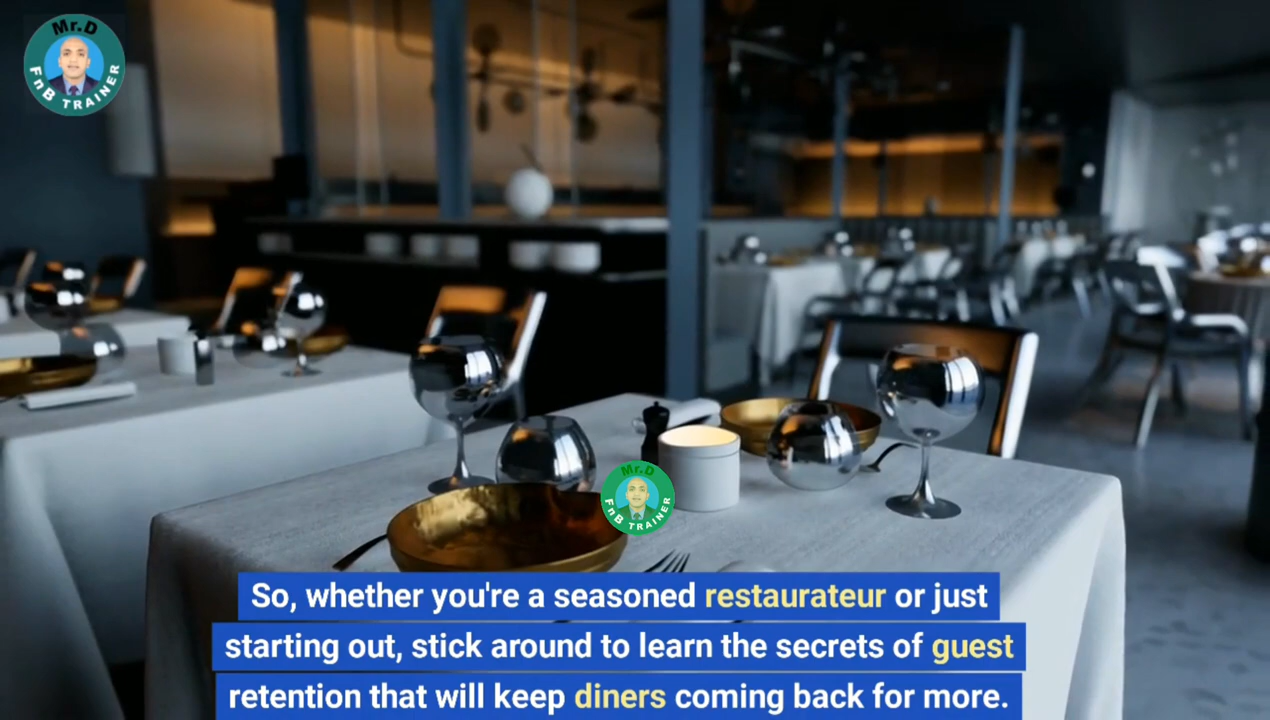 Mr.D
FnB TRAINER
Mr.D
FnB TRAINER
So, whether you're a seasoned restaurateur or just
starting out, stick around to learn the secrets of guest
retention that will keep diners coming back for more.